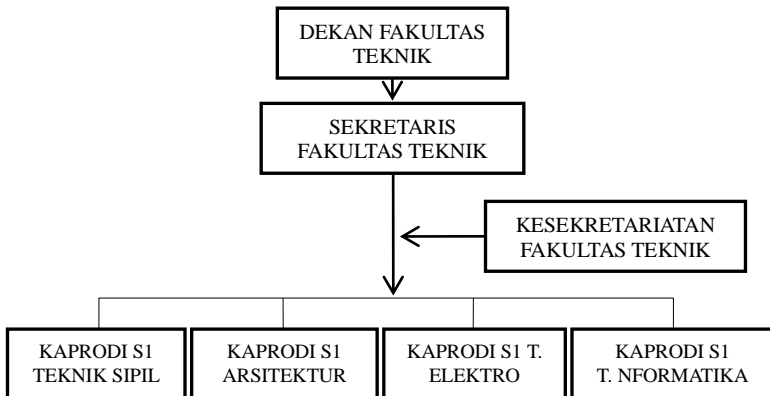 DEKAN FAKULTAS
TEKNIK
SEKRETARIS
FAKULTAS TEKNIK
KESEKRETARIATAN
FAKULTAS TEKNIK
KAPRODI S1
TEKNIK SIPIL
KAPRODI S1
ARSITEKTUR
KAPRODI S1 T.
ELEKTRO
KAPRODI S1
T. NFORMATIKA